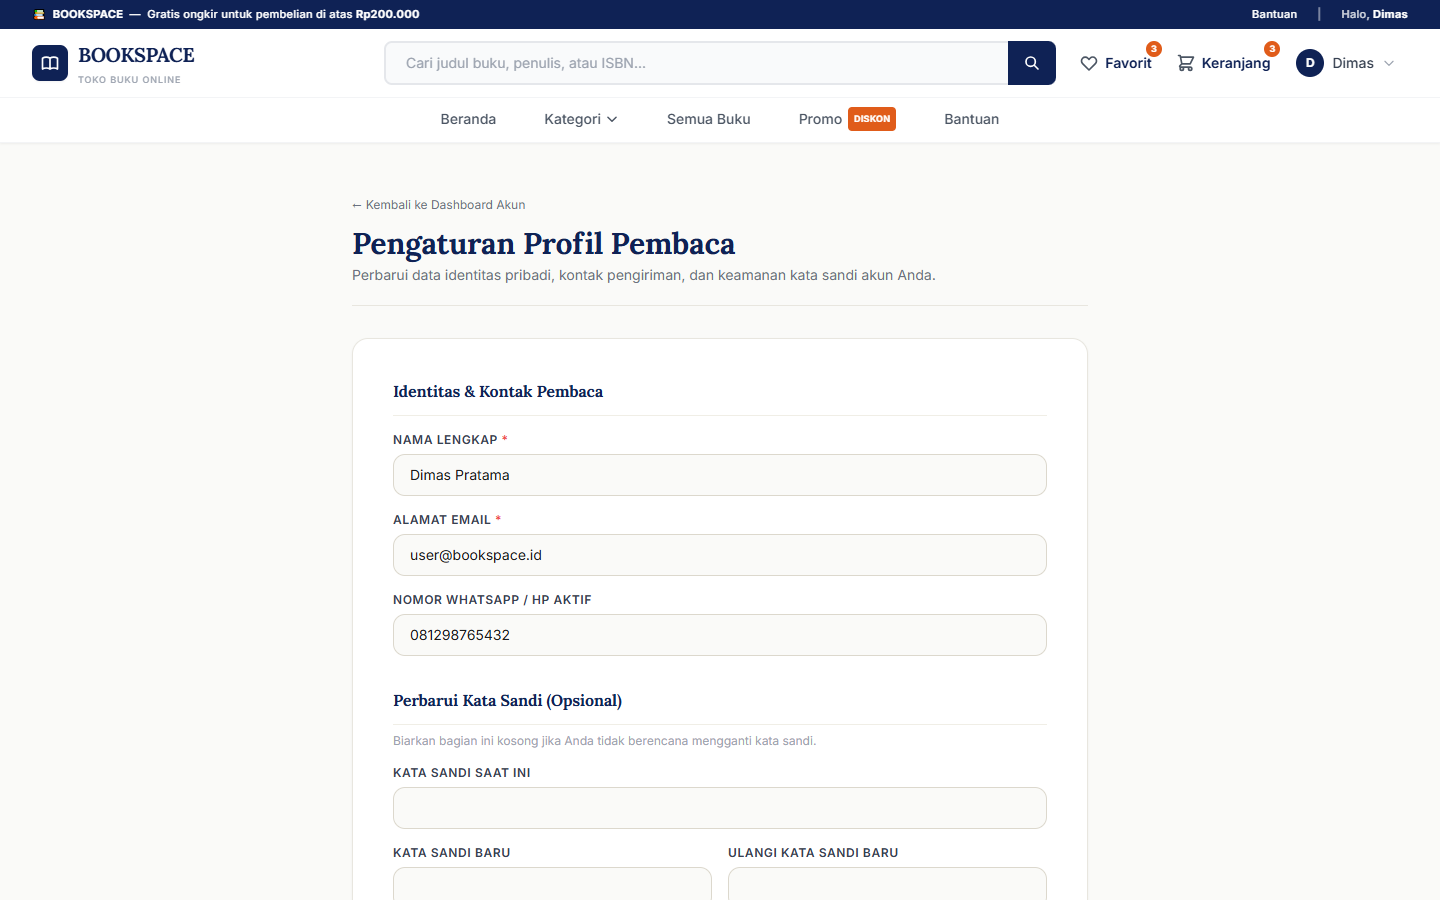 BOOKSPACE — Gratis ongkir untuk pembelian di atas Rp200.000
Bantuan | Halo, Dimas
BOOKSPACE
TOKO BUKU ONLINE
Cari judul buku, penulis, atau ISBN...
Favorit 3
Keranjang 3
D Dimas
Beranda
Kategori
Semua Buku
Promo DISKON
Bantuan
← Kembali ke Dashboard Akun
Pengaturan Profil Pembaca
Perbarui data identitas pribadi, kontak pengiriman, dan keamanan kata sandi akun Anda.
Identitas & Kontak Pembaca
NAMA LENGKAP *
Dimas Pratama
ALAMAT EMAIL *
user@bookspace.id
NOMOR WHATSAPP / HP AKTIF
081298765432
Perbarui Kata Sandi (Opsional)
Biarkan bagian ini kosong jika Anda tidak berencana mengganti kata sandi.
KATA SANDI SAAT INI
KATA SANDI BARU
ULANGI KATA SANDI BARU